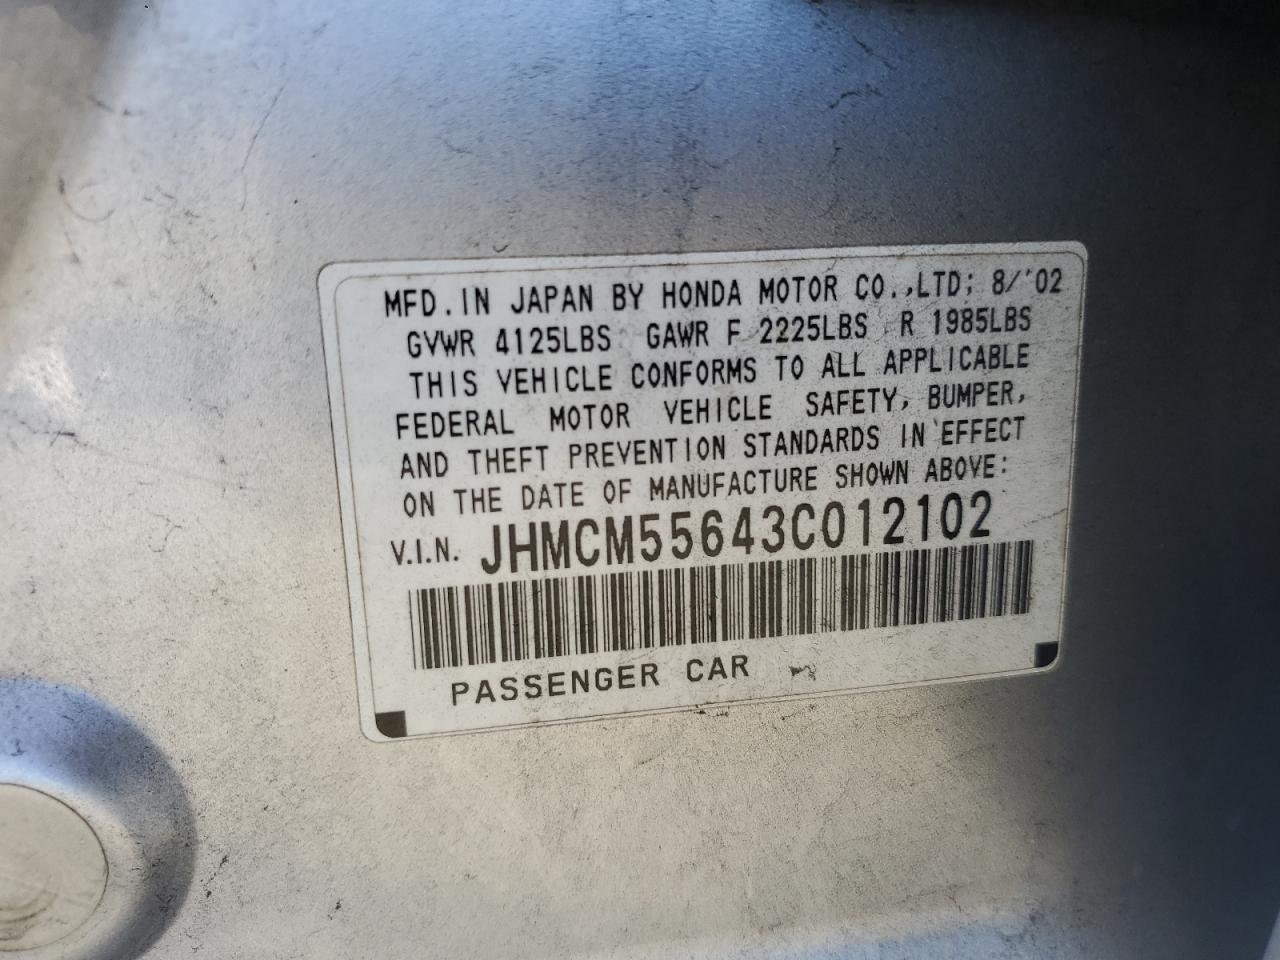 MFD.IN JAPAN BY HONDA MOTOR CO.,LTD; 8/'02
GVWR 4125LBS GAWR F 2225LBS R 1985LBS
THIS VEHICLE CONFORMS TO ALL APPLICABLE
FEDERAL MOTOR VEHICLE SAFETY, BUMPER,
AND THEFT PREVENTION STANDARDS IN EFFECT
ON THE DATE OF MANUFACTURE SHOWN ABOVE:
V.I.N. JHMCM55643C012102
PASSENGER CAR